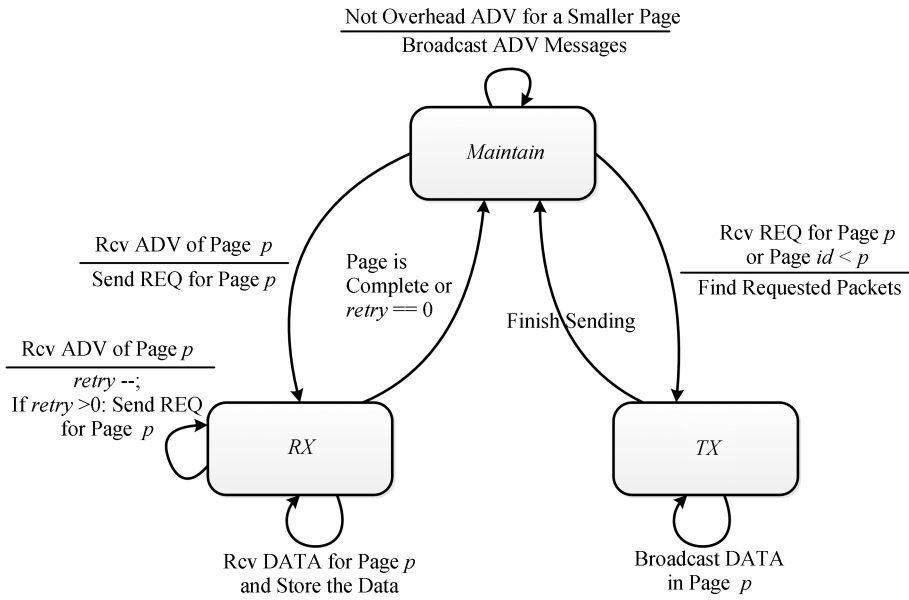 Not Overhead ADV for a Smaller Page
Broadcast ADV Messages
Maintain
Rcv ADV of Page p
Send REQ for Page p
Page is
Complete or
retry == 0
Finish Sending
Rcv REQ for Page p
or Page id < p
Find Requested Packets
Rcv ADV of Page p
retry --;
If retry >0: Send REQ
for Page p
RX
TX
Rcv DATA for Page p
and Store the Data
Broadcast DATA
in Page p